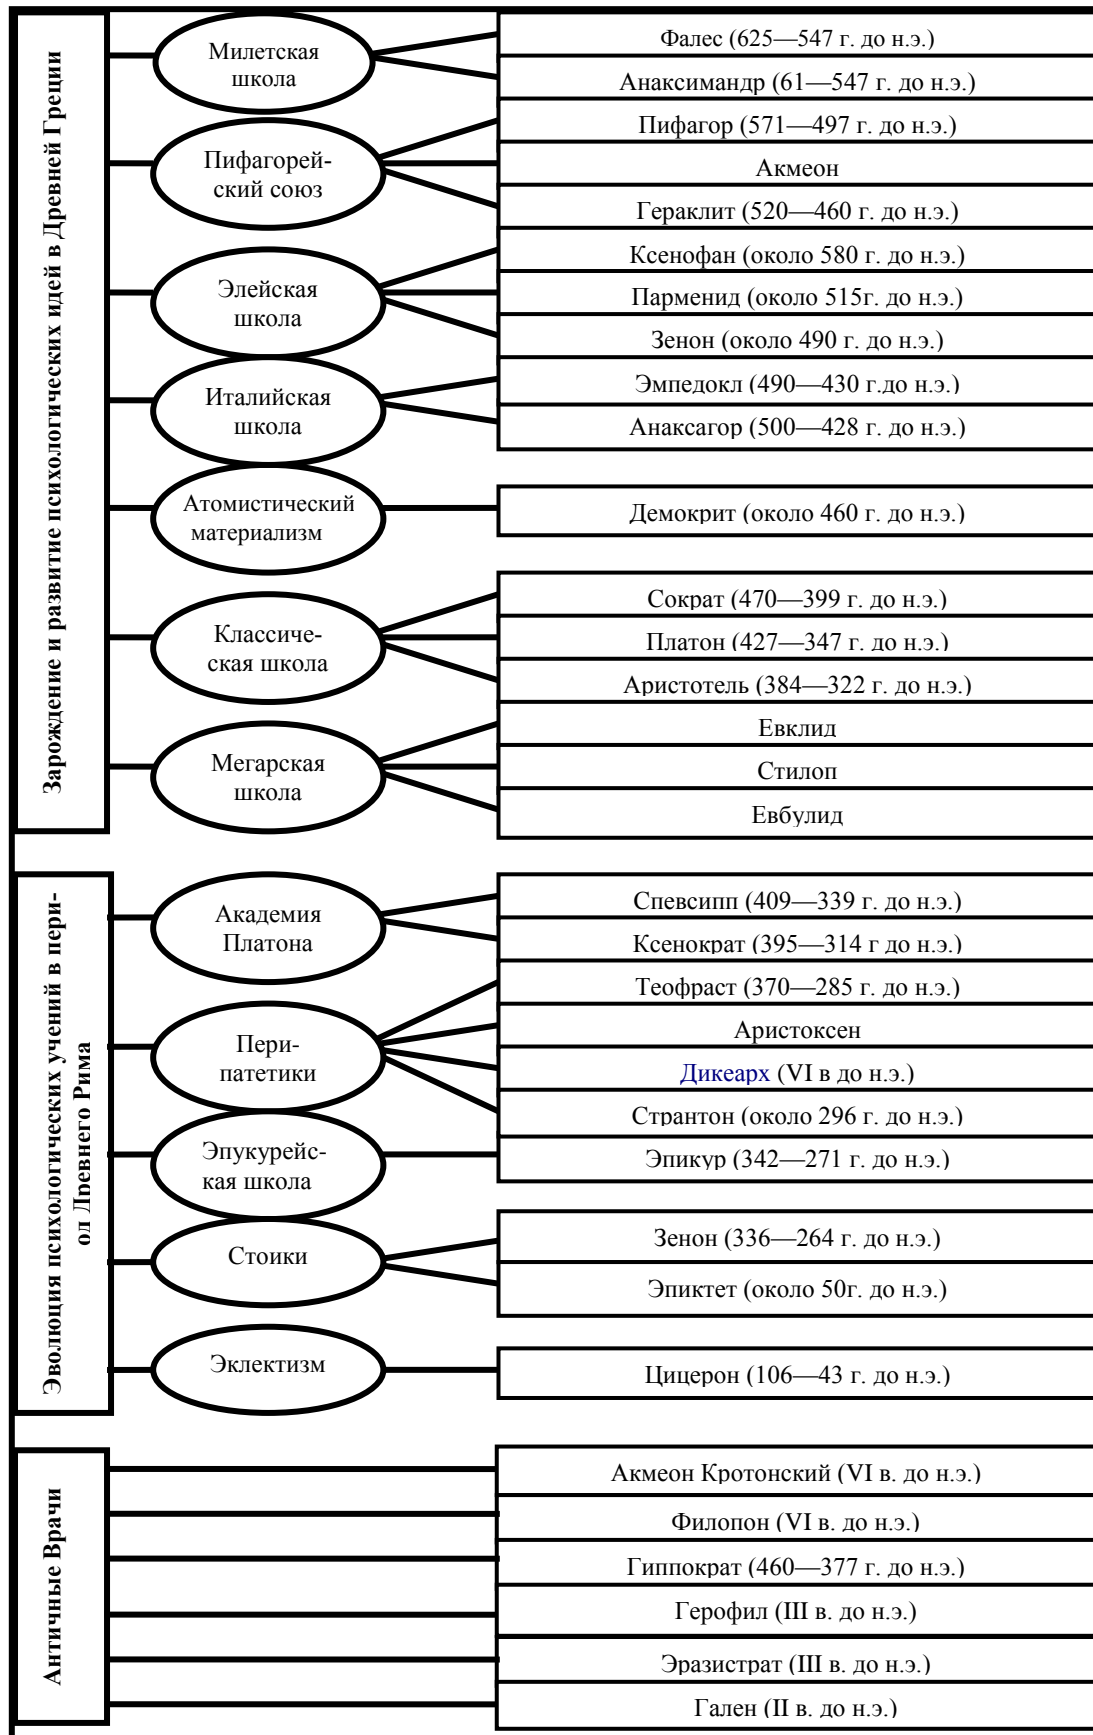 Зарождение и развитие психологических идей в Древней Греции
Милетская
школа
Фалес (625—547 г. до н.э.)
Анаксимандр (61—547 г. до н.э.)
Пифагорей-
ский союз
Пифагор (571—497 г. до н.э.)
Акмеон
Гераклит (520—460 г. до н.э.)
Элейская
школа
Ксенофан (около 580 г. до н.э.)
Парменид (около 515г. до н.э.)
Зенон (около 490 г. до н.э.)
Италийская
школа
Эмпедокл (490—430 г.до н.э.)
Анаксагор (500—428 г. до н.э.)
Атомистический
материализм
Демокрит (около 460 г. до н.э.)
Классиче-
ская школа
Сократ (470—399 г. до н.э.)
Платон (427—347 г. до н.э.)
Аристотель (384—322 г. до н.э.)
Мегарская
школа
Евклид
Стилоп
Евбулид
Эволюция психологических учений в пери-
од Древнего Рима
Академия
Платона
Спевсипп (409—339 г. до н.э.)
Ксенократ (395—314 г до н.э.)
Пери-
патетики
Теофраст (370—285 г. до н.э.)
Аристоксен
Дикеарх (VI в до н.э.)
Странтон (около 296 г. до н.э.)
Эпукурейс-
кая школа
Эпикур (342—271 г. до н.э.)
Стоики
Зенон (336—264 г. до н.э.)
Эпиктет (около 50г. до н.э.)
Эклектизм
Цицерон (106—43 г. до н.э.)
Античные Врачи
Акмеон Кротонский (VI в. до н.э.)
Филопон (VI в. до н.э.)
Гиппократ (460—377 г. до н.э.)
Герофил (III в. до н.э.)
Эразистрат (III в. до н.э.)
Гален (II в. до н.э.)